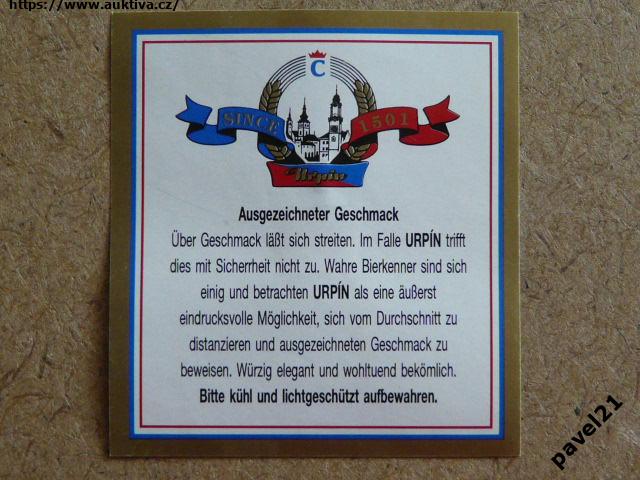 https://www.auktiva.cz/
C
SINCE 1501
Urpín
Ausgezeichneter Geschmack
Über Geschmack läßt sich streiten. Im Falle URPÍN trifft
dies mit Sicherheit nicht zu. Wahre Bierkenner sind sich
einig und betrachten URPÍN als eine äußerst
eindrucksvolle Möglichkeit, sich vom Durchschnitt zu
distanzieren und ausgezeichneten Geschmack zu
beweisen. Würzig elegant und wohltuend bekömlich.
Bitte kühl und lichtgeschützt aufbewahren.
pavel21